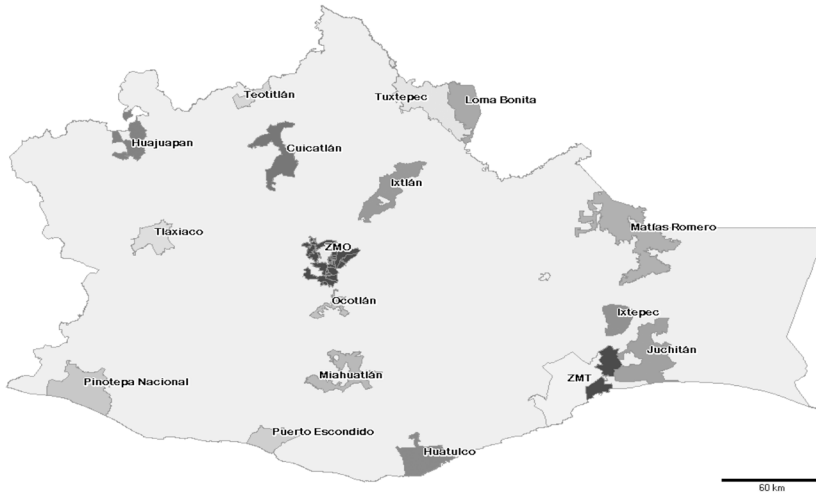 Teotitlán
Tuxtepec
Loma Bonita
Huajuapan
Cuicatlán
Ixtlán
Tlaxiaco
Matías Romero
ZMO
Ocotlán
Ixtepec
Juchitán
Miahuatlán
ZMT
Pinotepa Nacional
Puerto Escondido
Huatulco
60 km